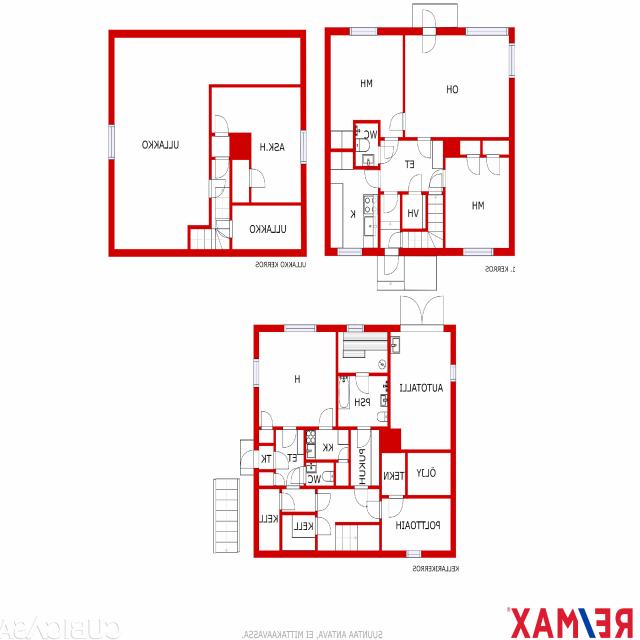 ULLAKKO
ASK.H
ULLAKKO
ULLAKKO KERROS
MH
OH
WC
ET
K
VH
MH
1. KERROS
H
PSH
AUTOTALLI
TK
ET
KK
WC
PUKUH
TEKN
ÖLJY
KELL
KELL
POLTTOAIH
KELLARIKERROS
CUBICASA
SUUNTAA ANTAVA, EI MITTAKAAVASSA.
RE/MAX